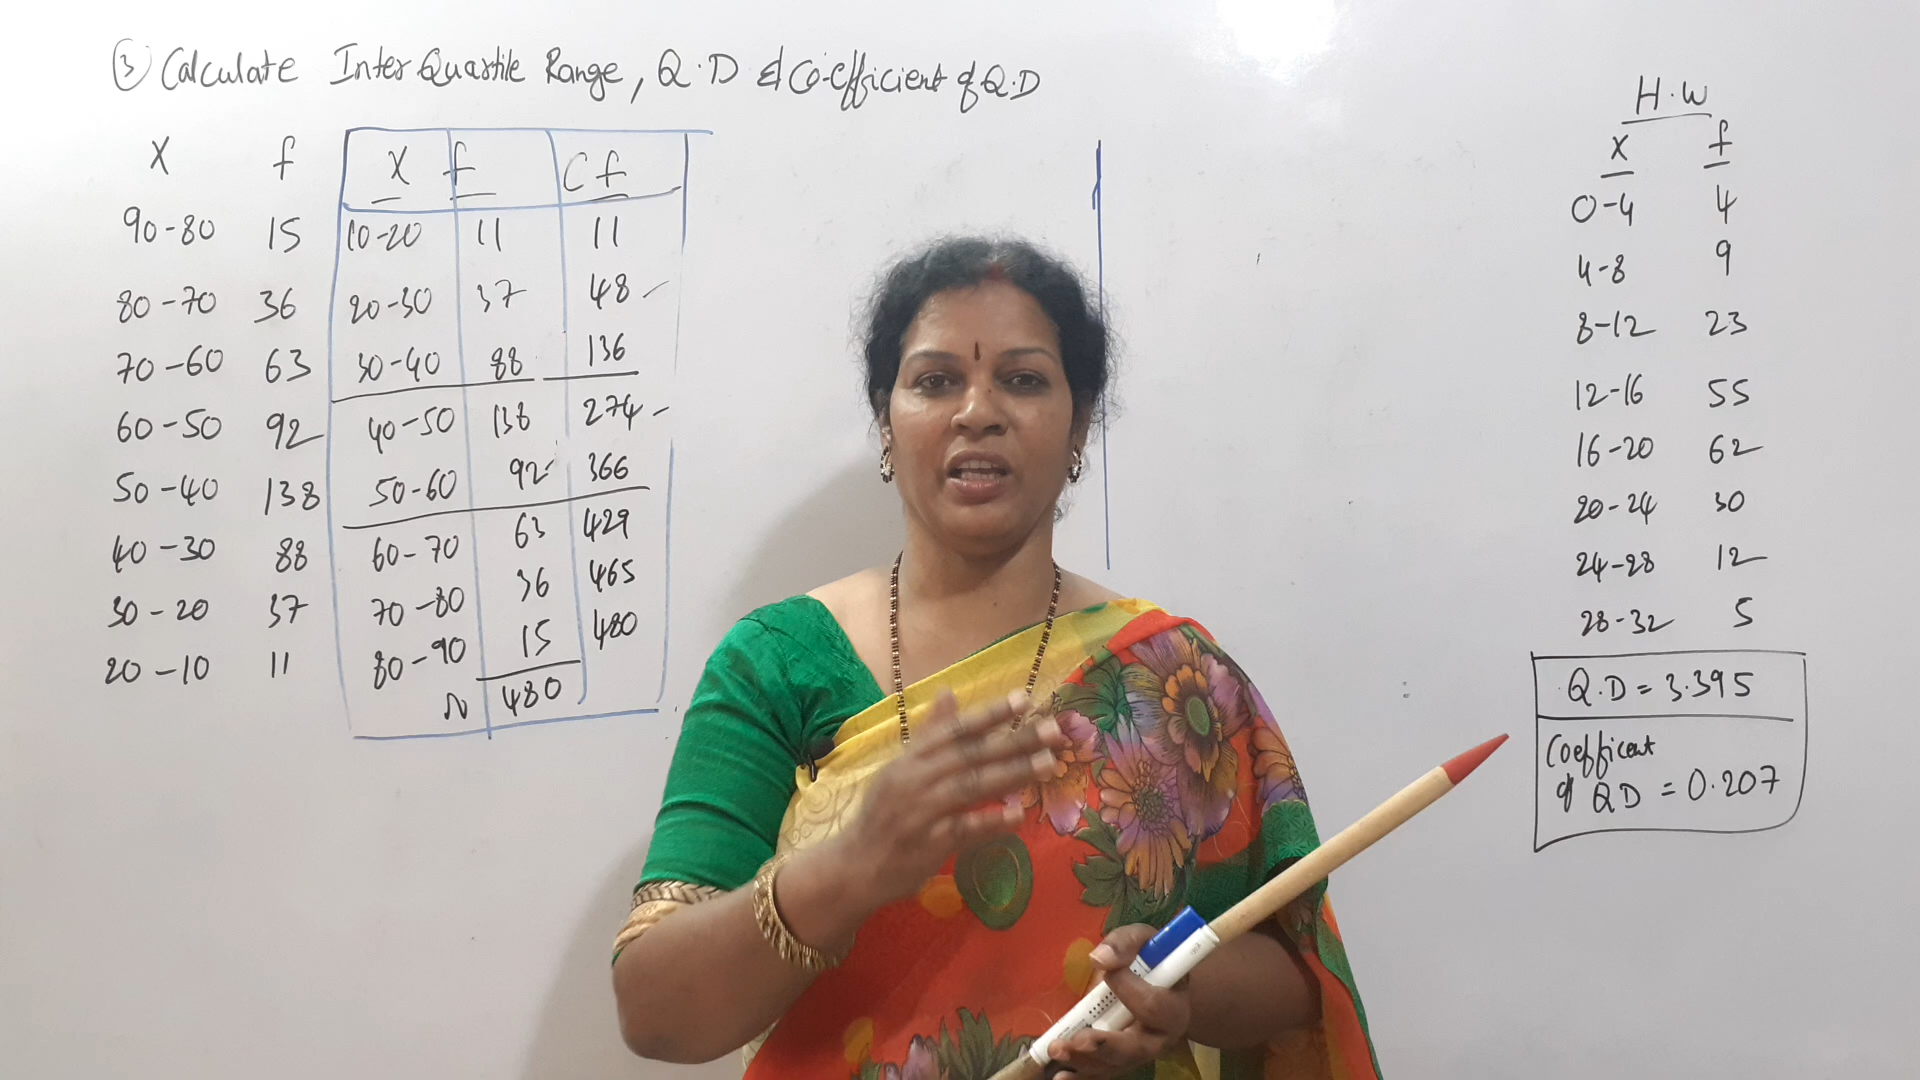 ③ Calculate Inter Quartile Range, Q.D & Co-efficient of Q.D
X f
90-80 15
80-70 36
70-60 63
60-50 92
50-40 138
40-30 88
30-20 37
20-10 11
X f Cf
10-20 11 11
20-30 37 48
30-40 88 136
40-50 138 274
50-60 92 366
60-70 63 429
70-80 36 465
80-90 15 480
N 480
H.W
X f
0-4 4
4-8 9
8-12 23
12-16 55
16-20 62
20-24 30
24-28 12
28-32 5
Q.D = 3.395
Coefficent
of QD = 0.207